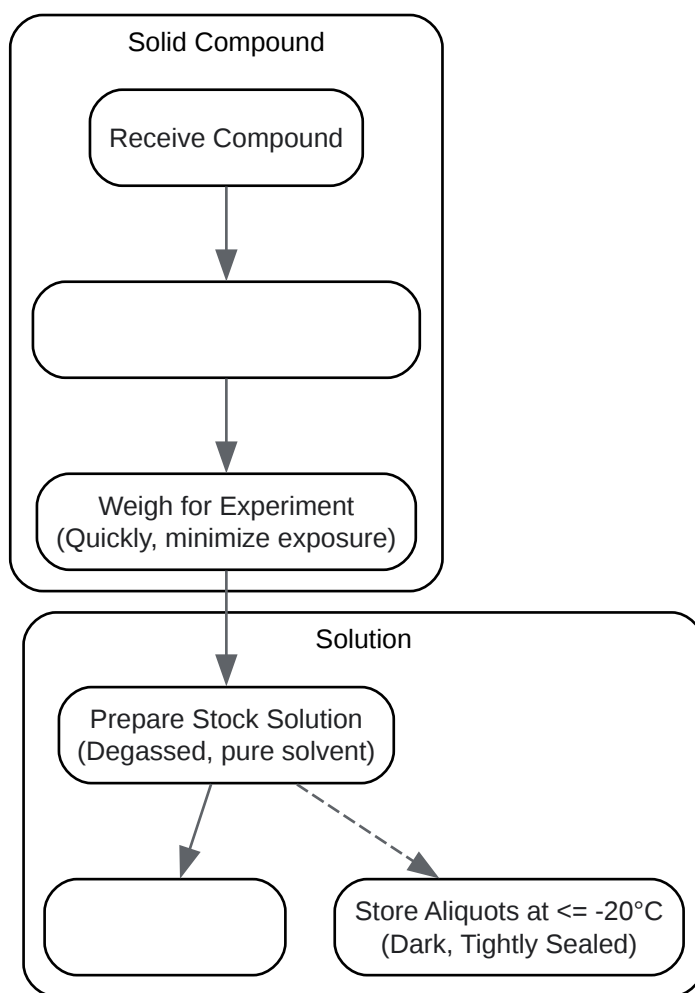 Solid Compound
Receive Compound
Weigh for Experiment
(Quickly, minimize exposure)
Solution
Prepare Stock Solution
(Degassed, pure solvent)
Store Aliquots at <= -20°C
(Dark, Tightly Sealed)